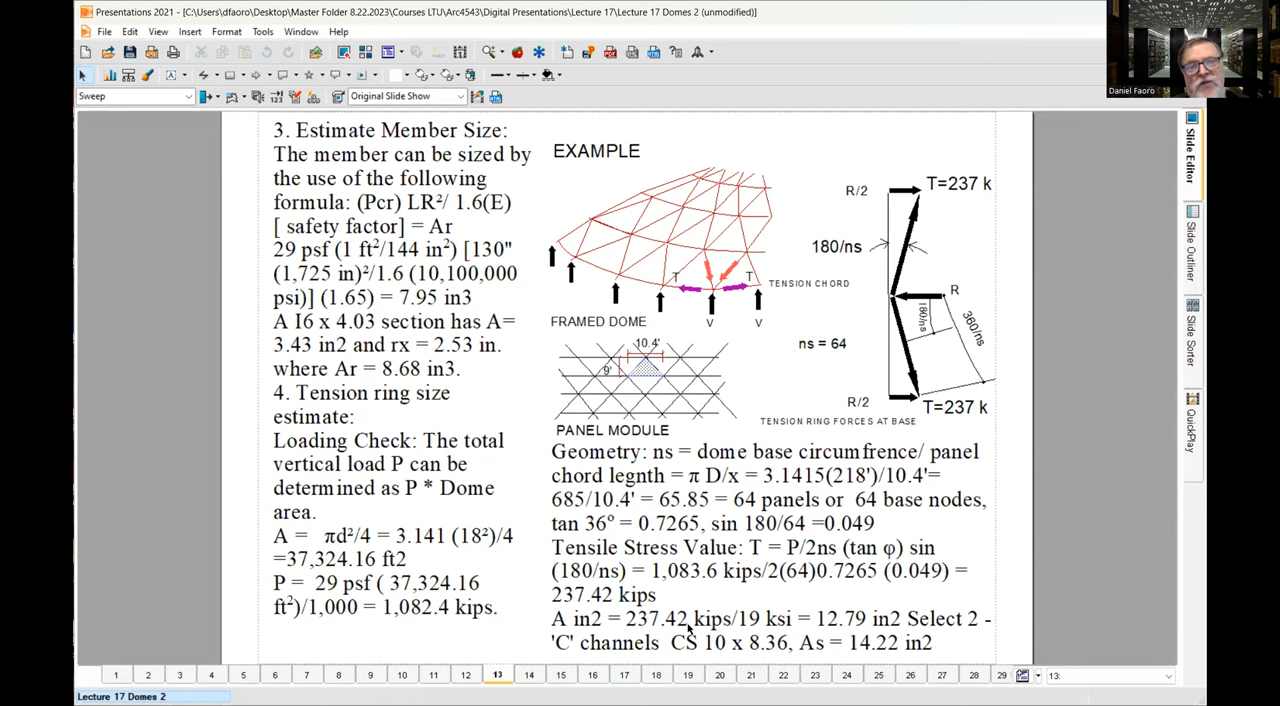 Presentations 2021 - [C:\Users\dfaoro\Desktop\Master Folder 8.22.2023\Courses LTU\Arc4543\Digital Presentations\Lecture 17\Lecture 17 Domes 2 (unmodified)]
File Edit View Insert Format Tools Window Help
Sweep
Original Slide Show
Daniel Faoro
3. Estimate Member Size:
The member can be sized by
the use of the following
formula: (Pcr) LR²/ 1.6(E)
[ safety factor] = Ar
29 psf (1 ft²/144 in²) [130"
(1,725 in)²/1.6 (10,100,000
psi)] (1.65) = 7.95 in3
A I6 x 4.03 section has A=
3.43 in2 and rx = 2.53 in.
where Ar = 8.68 in3.
4. Tension ring size
estimate:
Loading Check: The total
vertical load P can be
determined as P * Dome
area.
A = πd²/4 = 3.141 (18²)/4
=37,324.16 ft2
P = 29 psf ( 37,324.16
ft²)/1,000 = 1,082.4 kips.
EXAMPLE
T
T
TENSION CHORD
FRAMED DOME
V
V
10.4'
9'
PANEL MODULE
R/2
T=237 k
180/ns
R
180/ns
360/ns
ns = 64
R/2
T=237 k
TENSION RING FORCES AT BASE
Geometry: ns = dome base circumfrence/ panel
chord legnth = π D/x = 3.1415(218')/10.4'=
685/10.4' = 65.85 = 64 panels or 64 base nodes,
tan 36º = 0.7265, sin 180/64 =0.049
Tensile Stress Value: T = P/2ns (tan φ) sin
(180/ns) = 1,083.6 kips/2(64)0.7265 (0.049) =
237.42 kips
A in2 = 237.42 kips/19 ksi = 12.79 in2 Select 2 -
'C' channels CS 10 x 8.36, As = 14.22 in2
Slide Editor
Slide Outliner
Slide Sorter
QuickPlay
1 2 3 4 5 6 7 8 9 10 11 12 13 14 15 16 17 18 19 20 21 22 23 24 25 26 27 28 29
13:
Lecture 17 Domes 2